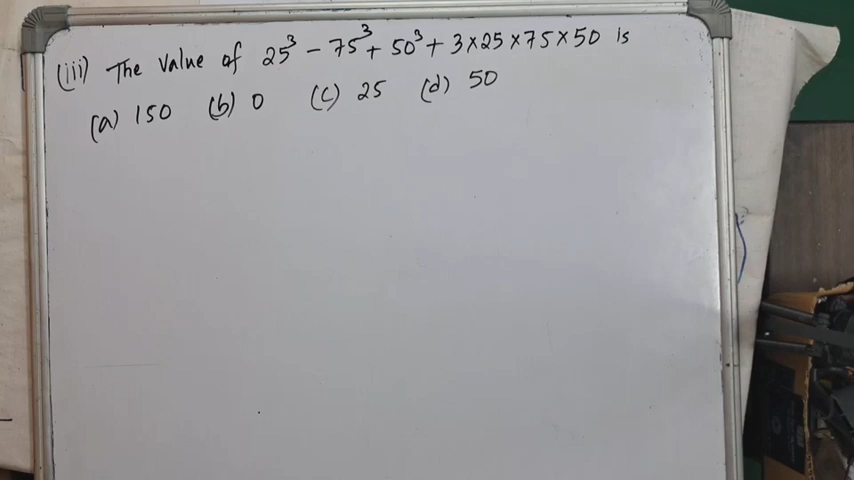 (iii) The value of 25³ - 75³ + 50³ + 3×25×75×50 is
(a) 150 (b) 0 (c) 25 (d) 50